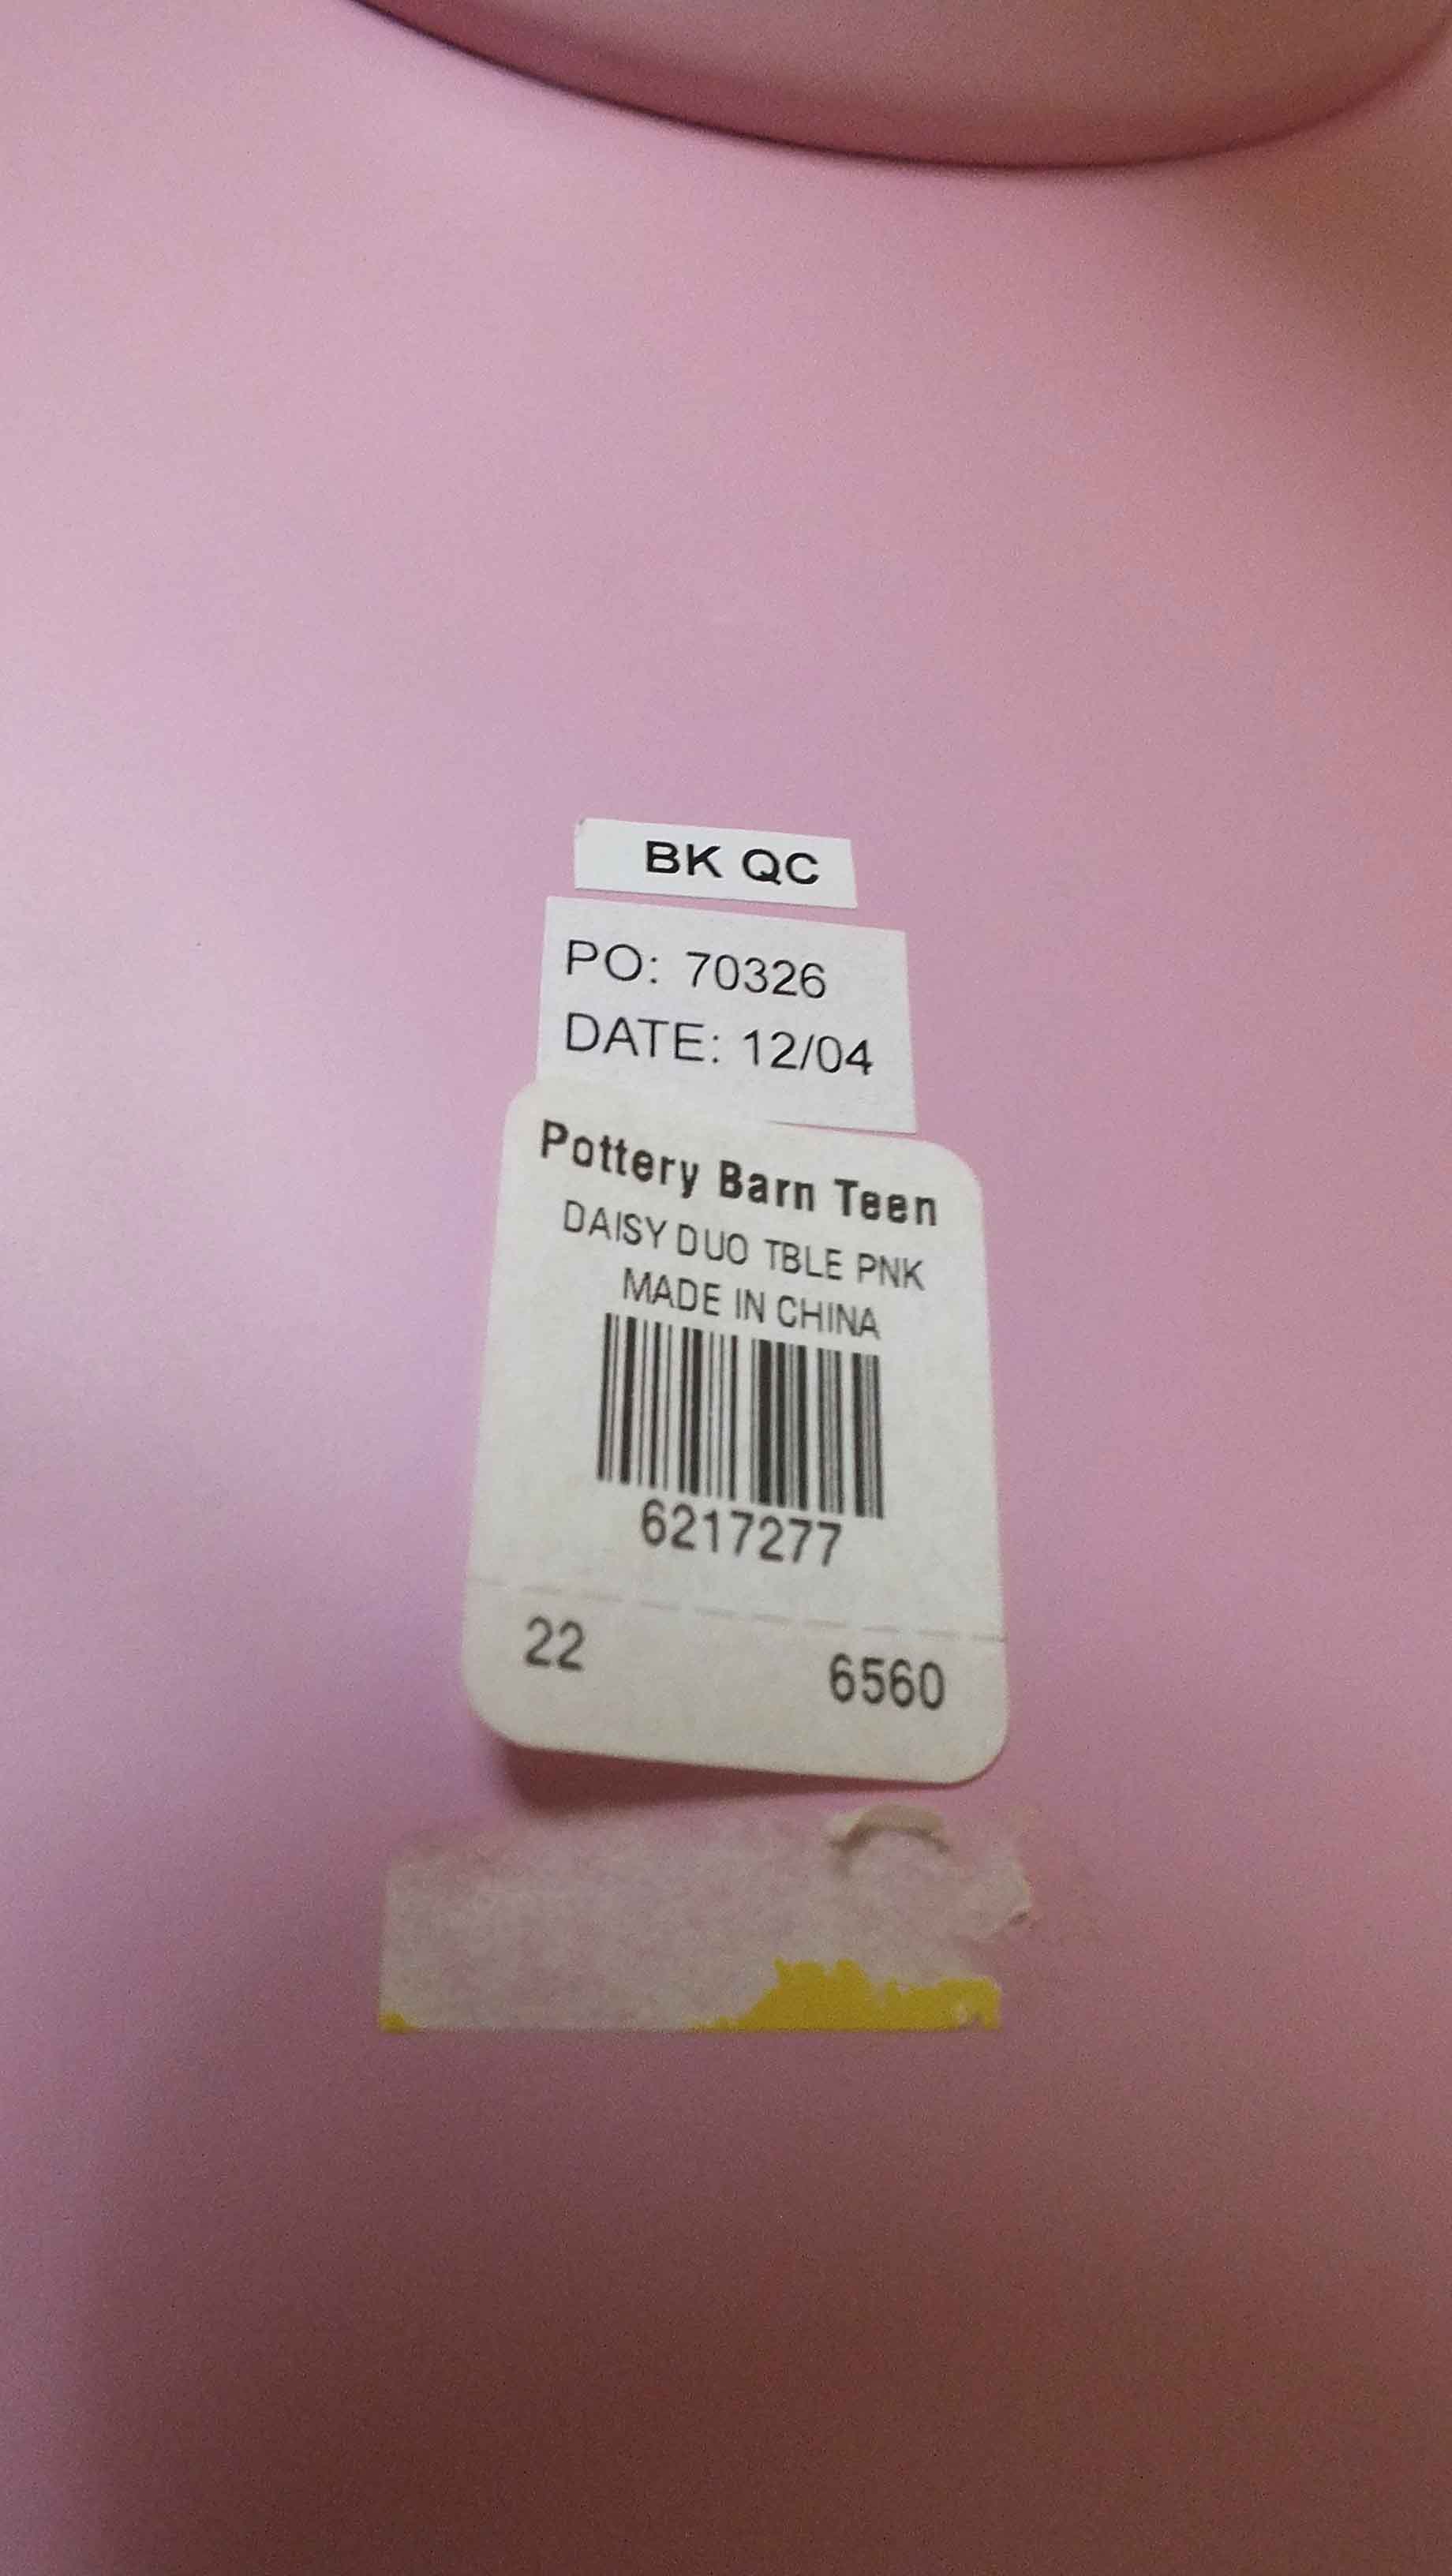 BK QC
PO: 70326
DATE: 12/04
Pottery Barn Teen
DAISY DUO TBLE PNK
MADE IN CHINA
6217277
22 6560